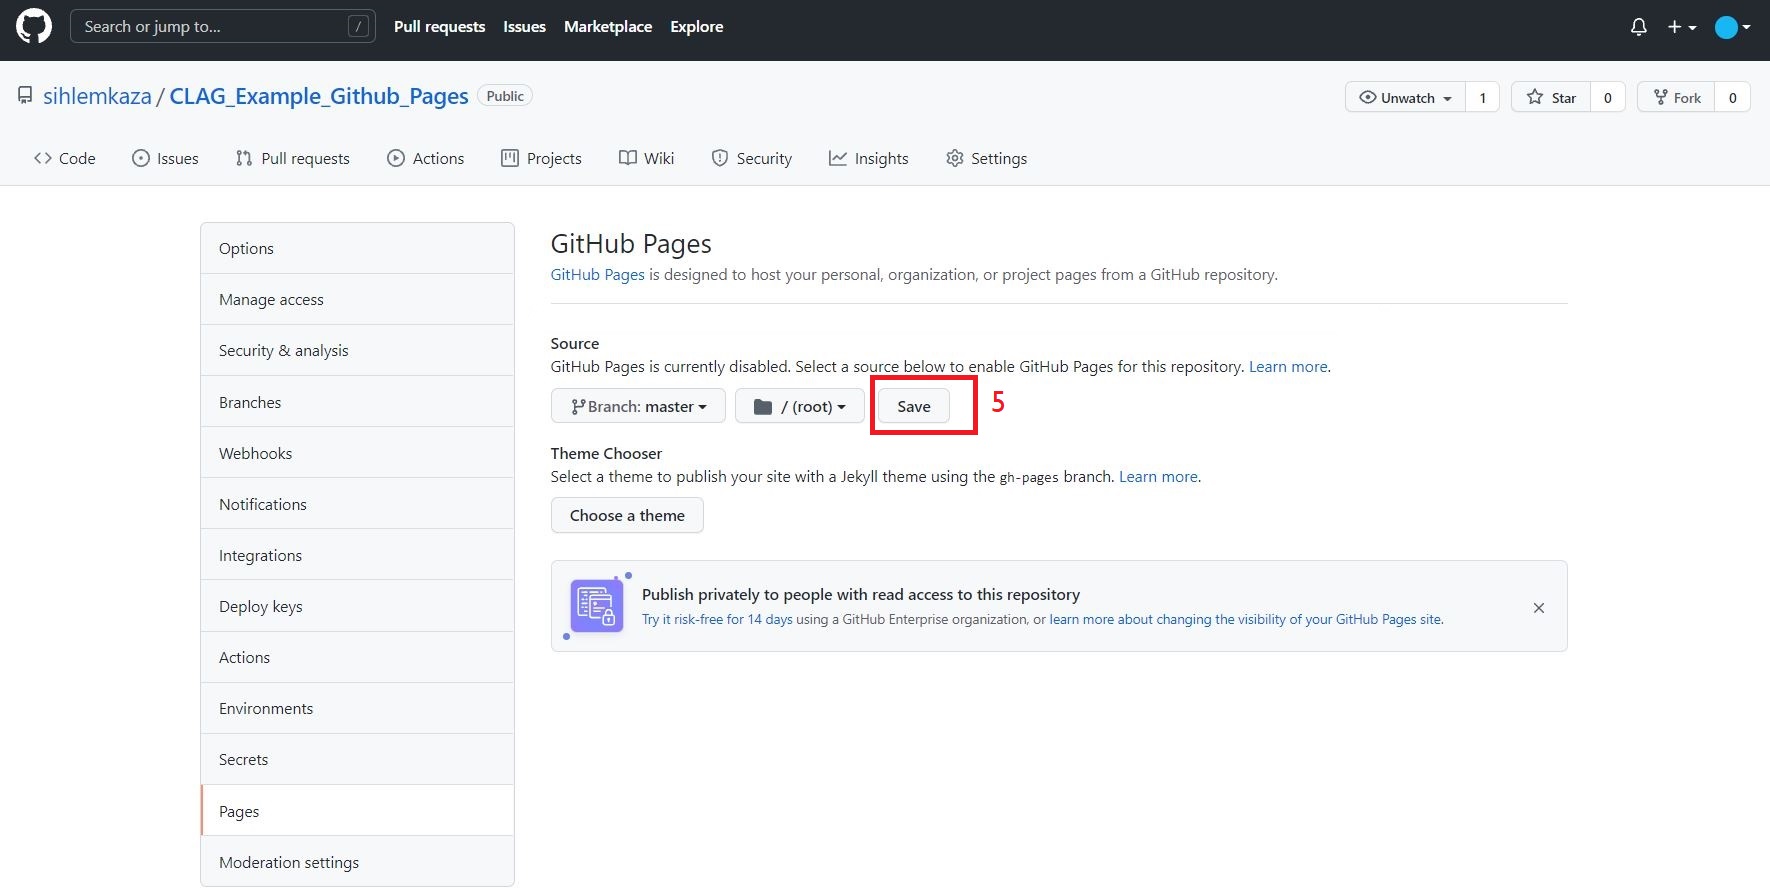 Search or jump to... /
Pull requests Issues Marketplace Explore
sihlemkaza / CLAG_Example_Github_Pages Public
Unwatch 1 Star 0 Fork 0
Code Issues Pull requests Actions Projects Wiki Security Insights Settings
Options
Manage access
Security & analysis
Branches
Webhooks
Notifications
Integrations
Deploy keys
Actions
Environments
Secrets
Pages
Moderation settings
GitHub Pages
GitHub Pages is designed to host your personal, organization, or project pages from a GitHub repository.
Source
GitHub Pages is currently disabled. Select a source below to enable GitHub Pages for this repository. Learn more.
Branch: master / (root) Save 5
Theme Chooser
Select a theme to publish your site with a Jekyll theme using the gh-pages branch. Learn more.
Choose a theme
Publish privately to people with read access to this repository
Try it risk-free for 14 days using a GitHub Enterprise organization, or learn more about changing the visibility of your GitHub Pages site.